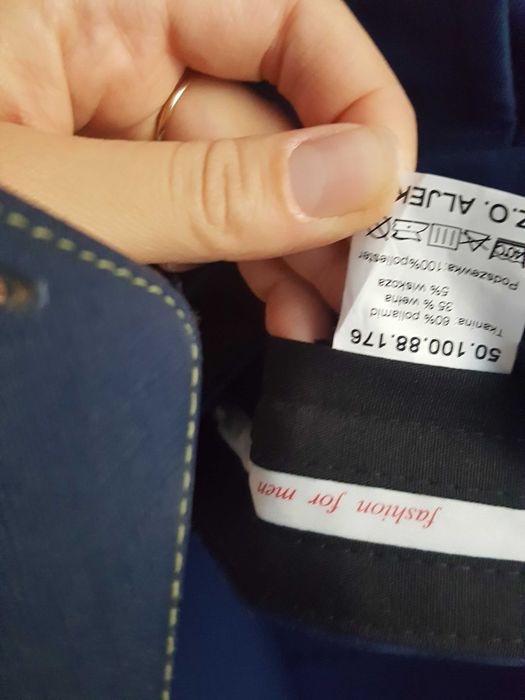 50.100.88.176
Tkanina: 60% poliamid
35 % wełna
5% wiskoza
Podszewka:100%poliester
Z.O. ALJEK
fashion for men